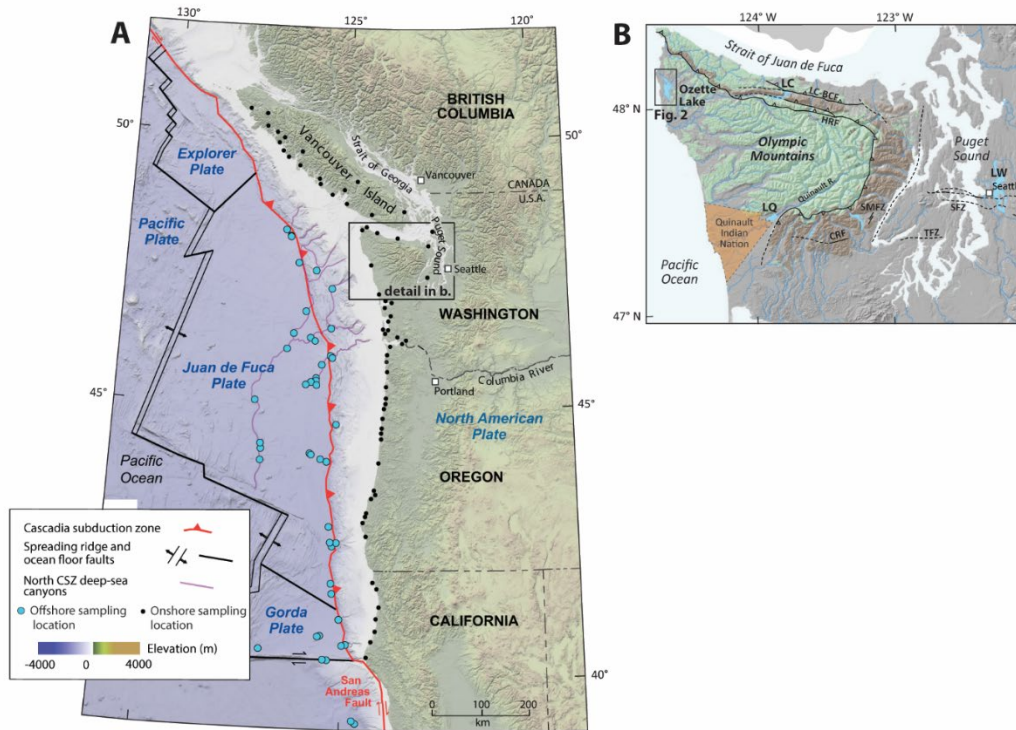 A
130°
125°
120°
50°
50°
BRITISH
COLUMBIA
Explorer
Plate
Vancouver
Island
Strait of Georgia
Vancouver
CANADA
U.S.A.
Pacific
Plate
Puget Sound
Seattle
detail in b.
WASHINGTON
Juan de Fuca
Plate
Columbia River
Portland
45°
45°
North American
Plate
Pacific
Ocean
OREGON
Cascadia subduction zone
Spreading ridge and
ocean floor faults
North CSZ deep-sea
canyons
Offshore sampling
location
Onshore sampling
location
Elevation (m)
-4000
0
4000
Gorda
Plate
CALIFORNIA
San
Andreas
Fault
40°
0 100 200
km
B
124° W
123° W
Strait of Juan de Fuca
48° N
Ozette
Lake
Fig. 2
LC
LC-BCF
HRF
Olympic
Mountains
Puget
Sound
LW
Seattle
Quinault R.
LQ
SMFZ
SFZ
Quinault
Indian
Nation
CRF
TFZ
Pacific
Ocean
47° N